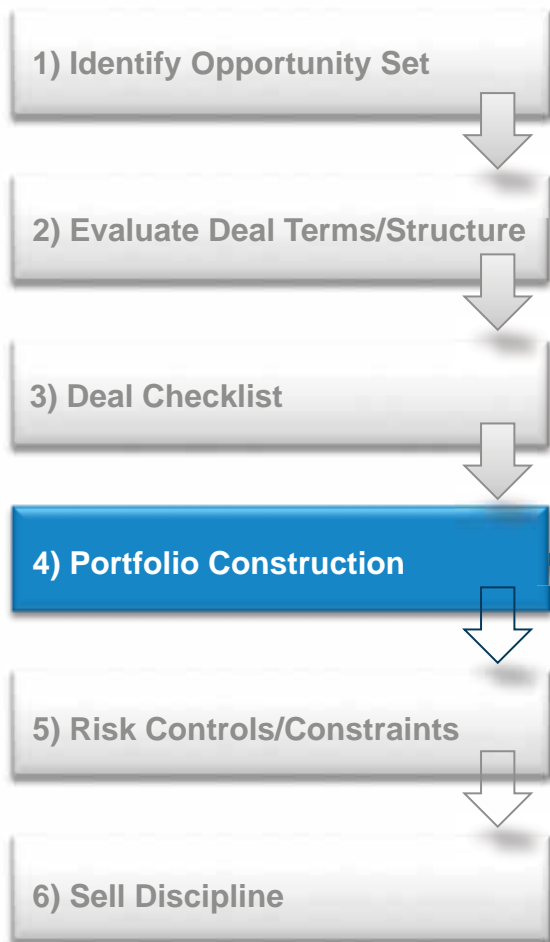 1) Identify Opportunity Set
2) Evaluate Deal Terms/Structure
3) Deal Checklist
4) Portfolio Construction
5) Risk Controls/Constraints
6) Sell Discipline